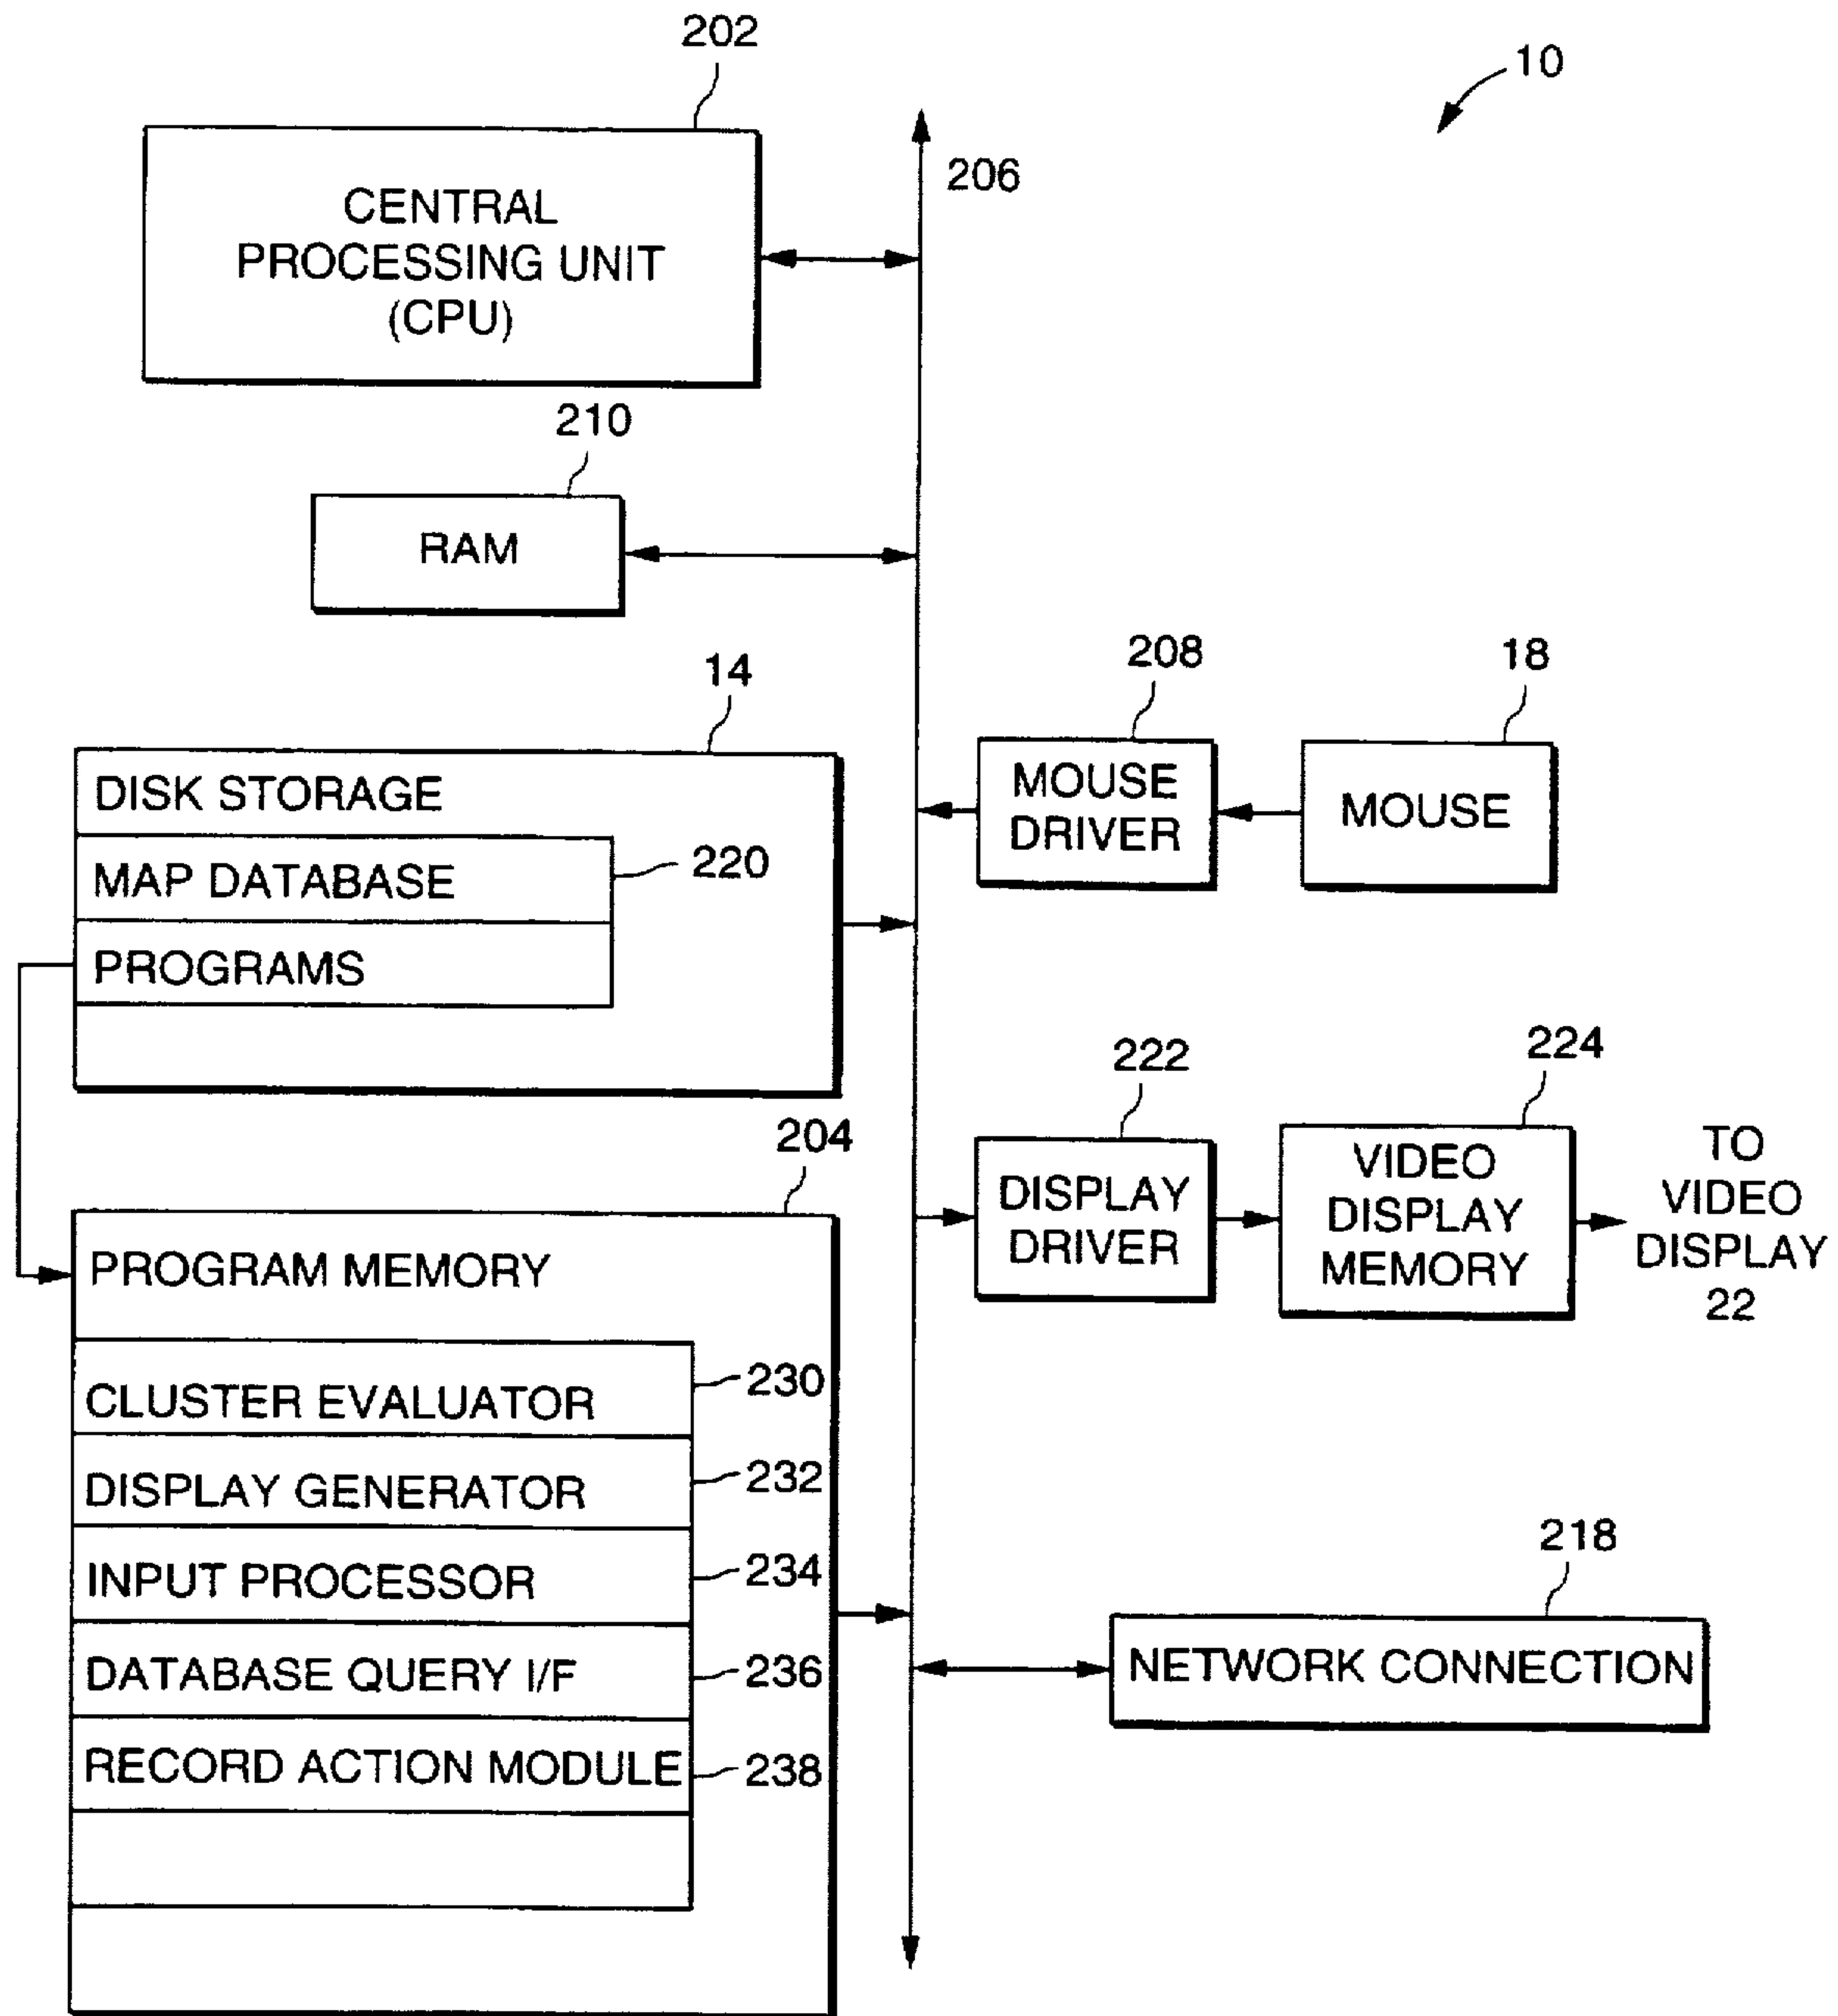 202
10
206
CENTRAL
PROCESSING UNIT
(CPU)
210
RAM
14
208
18
DISK STORAGE
MOUSE
DRIVER
MOUSE
MAP DATABASE
220
PROGRAMS
222
224
204
DISPLAY
DRIVER
VIDEO
DISPLAY
MEMORY
TO
VIDEO
DISPLAY
22
PROGRAM MEMORY
CLUSTER EVALUATOR
230
DISPLAY GENERATOR
232
INPUT PROCESSOR
234
218
DATABASE QUERY I/F
236
NETWORK CONNECTION
RECORD ACTION MODULE
238